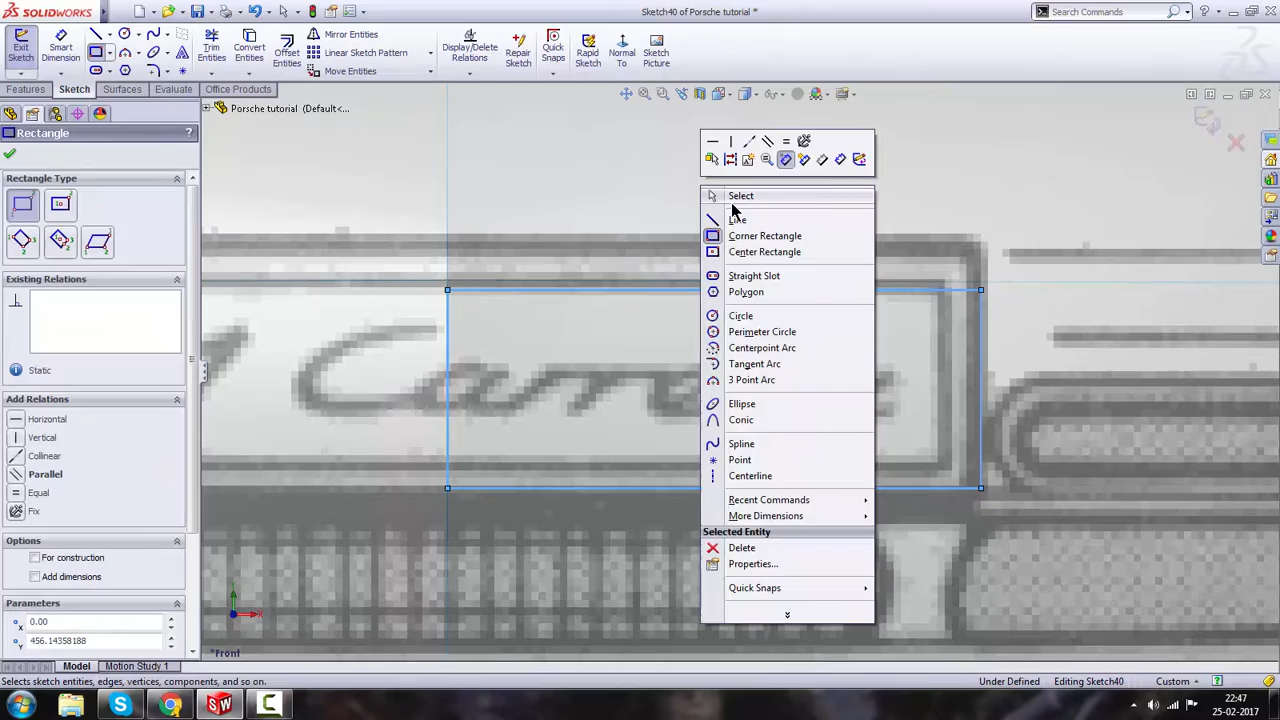 SOLIDWORKS
Sketch40 of Porsche tutorial *
Search Commands
Exit Sketch
Smart Dimension
Trim Entities
Convert Entities
Offset Entities
Mirror Entities
Linear Sketch Pattern
Move Entities
Display/Delete Relations
Repair Sketch
Quick Snaps
Rapid Sketch
Normal To
Sketch Picture
Features
Sketch
Surfaces
Evaluate
Office Products
Porsche tutorial (Default<...
Rectangle
?
Rectangle Type
Existing Relations
Static
Add Relations
Horizontal
Vertical
Collinear
Parallel
Equal
Fix
Options
For construction
Add dimensions
Parameters
0.00
456.14358188
Select
Line
Corner Rectangle
Center Rectangle
Straight Slot
Polygon
Circle
Perimeter Circle
Centerpoint Arc
Tangent Arc
3 Point Arc
Ellipse
Conic
Spline
Point
Centerline
Recent Commands
More Dimensions
Selected Entity
Delete
Properties...
Quick Snaps
*Front
Model
Motion Study 1
Selects sketch entities, edges, vertices, components, and so on.
Under Defined
Editing Sketch40
Custom
22:47
25-02-2017